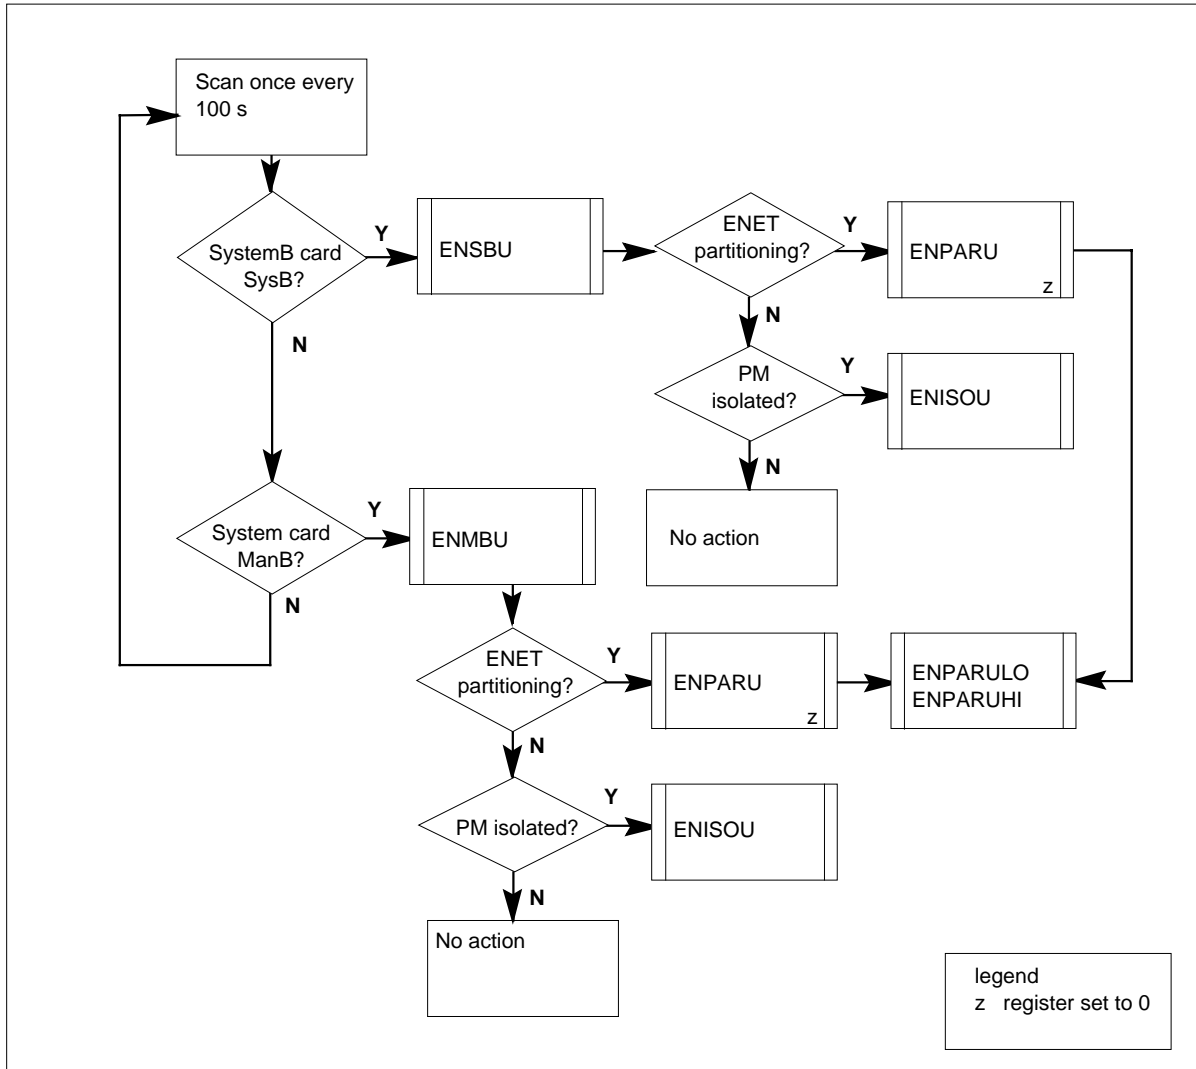 Scan once every
100 s
SystemB card
SysB?
Y
ENSBU
ENET
partitioning?
Y
ENPARU
z
N
N
PM
isolated?
Y
ENISOU
N
No action
System card
ManB?
Y
ENMBU
N
ENET
partitioning?
Y
ENPARU
z
ENPARULO
ENPARUHI
N
PM isolated?
Y
ENISOU
N
No action
legend
z register set to 0